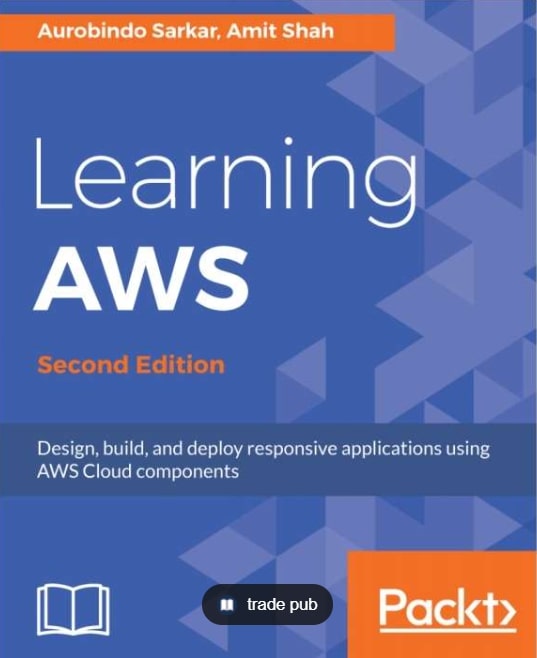 Aurobindo Sarkar, Amit Shah
Learning
AWS
Second Edition
Design, build, and deploy responsive applications using
AWS Cloud components
trade pub
Packt>